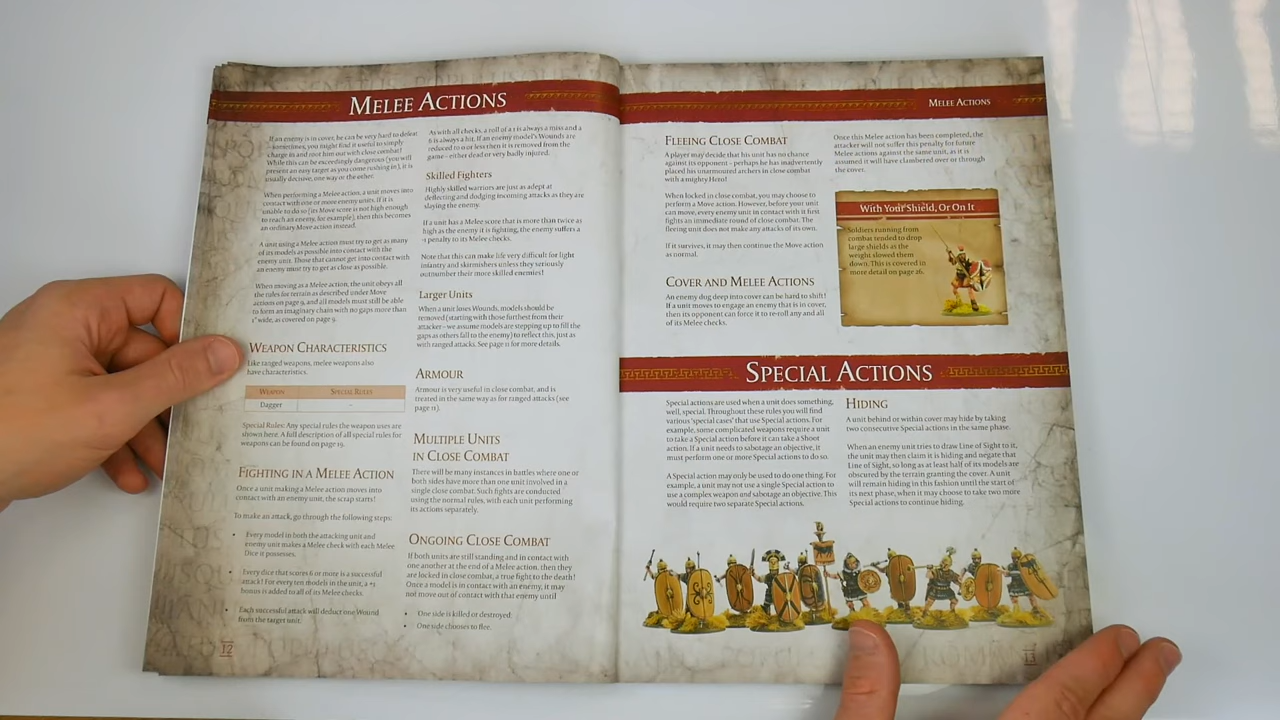 MELEE ACTIONS
If an enemy is in cover, he can be very hard to defeat
– sometimes, you might find it useful to simply
charge in and root him out with close combat!
While this can be exceedingly dangerous (you will
present an easy target as you come rushing in), it is
usually decisive, one way or the other.
When performing a Melee action, a unit moves into
contact with one or more enemy units. If it is
unable to do so (its Move score is not high enough
to reach an enemy, for example), then this becomes
an ordinary Move action instead.
A unit using a Melee action must try to get as many
of its models as possible into contact with the
enemy unit. Those that cannot get into contact with
an enemy must try to get as close as possible.
When moving as a Melee action, the unit obeys all
the rules for terrain as described under Move
actions on page 9, and all models must still be able
to form an imaginary chain with no gaps more than
1" wide, as covered on page 9.
WEAPON CHARACTERISTICS
Like ranged weapons, melee weapons also
have characteristics.
WEAPON SPECIAL RULES
Dagger –
Special Rules: Any special rules the weapon uses are
shown here. A full description of all special rules for
weapons can be found on page 19.
FIGHTING IN A MELEE ACTION
Once a unit making a Melee action moves into
contact with an enemy unit, the scrap starts!
To make an attack, go through the following steps:
• Every model in both the attacking unit and
enemy unit makes a Melee check with each Melee
Dice it possesses.
• Every dice that scores 6 or more is a successful
attack! For every ten models in the unit, a +1
bonus is added to all of its Melee checks.
• Each successful attack will deduct one Wound
from the target unit.
12
As with all checks, a roll of a 1 is always a miss and a
6 is always a hit. If an enemy model's Wounds are
reduced to 0 or less then it is removed from the
game – either dead or very badly injured.
Skilled Fighters
Highly skilled warriors are just as adept at
deflecting and dodging incoming attacks as they are
slaying the enemy.
If a unit has a Melee score that is more than twice as
high as the enemy it is fighting, the enemy suffers a
-1 penalty to its Melee checks.
Note that this can make life very difficult for light
infantry and skirmishers unless they seriously
outnumber their more skilled enemies!
Larger Units
When a unit loses Wounds, models should be
removed (starting with those furthest from their
attacker – we assume models are stepping up to fill the
gaps as others fall to the enemy) to reflect this, just as
with ranged attacks. See page 11 for more details.
ARMOUR
Armour is very useful in close combat, and is
treated in the same way as for ranged attacks (see
page 11).
MULTIPLE UNITS
IN CLOSE COMBAT
There will be many instances in battles where one or
both sides have more than one unit involved in a
single close combat. Such fights are conducted
using the normal rules, with each unit performing
its actions separately.
ONGOING CLOSE COMBAT
If both units are still standing and in contact with
one another at the end of a Melee action, then they
are locked in close combat, a true fight to the death!
Once a model is in contact with an enemy, it may
not move out of contact with that enemy until
• One side is killed or destroyed.
• One side chooses to flee.
MELEE ACTIONS
FLEEING CLOSE COMBAT
A player may decide that his unit has no chance
against its opponent – perhaps he has inadvertently
placed his unarmoured archers in close combat
with a mighty Hero!
When locked in close combat, you may choose to
perform a Move action. However, before your unit
can move, every enemy unit in contact with it first
fights an immediate round of close combat. The
fleeing unit does not make any attacks of its own.
If it survives, it may then continue the Move action
as normal.
COVER AND MELEE ACTIONS
An enemy dog deep into cover can be hard to shift!
If a unit moves to engage an enemy that is in cover,
then its opponent can force it to re-roll any and all
of its Melee checks.
Once this Melee action has been completed, the
attacker will not suffer this penalty for future
Melee actions against the same unit, as it is
assumed it will have clambered over or through
the cover.
With Your Shield, Or On It
Soldiers running from
combat tended to drop
large shields as the
weight slowed them
down. This is covered in
more detail on page 26.
SPECIAL ACTIONS
Special actions are used when a unit does something,
well, special. Throughout these rules you will find
various 'special cases' that use Special actions. For
example, some complicated weapons require a unit
to take a Special action before it can take a Shoot
action. If a unit needs to sabotage an objective, it
must perform one or more Special actions to do so.
A Special action may only be used to do one thing. For
example, a unit may not use a single Special action to
use a complex weapon and sabotage an objective. This
would require two separate Special actions.
HIDING
A unit behind or within cover may hide by taking
two consecutive Special actions in the same phase.
When an enemy unit tries to draw Line of Sight to it,
the unit may then claim it is hiding and negate that
Line of Sight, so long as at least half of its models are
obscured by the terrain granting the cover. A unit
will remain hiding in this fashion until the start of
its next phase, when it may choose to take two more
Special actions to continue hiding.
13